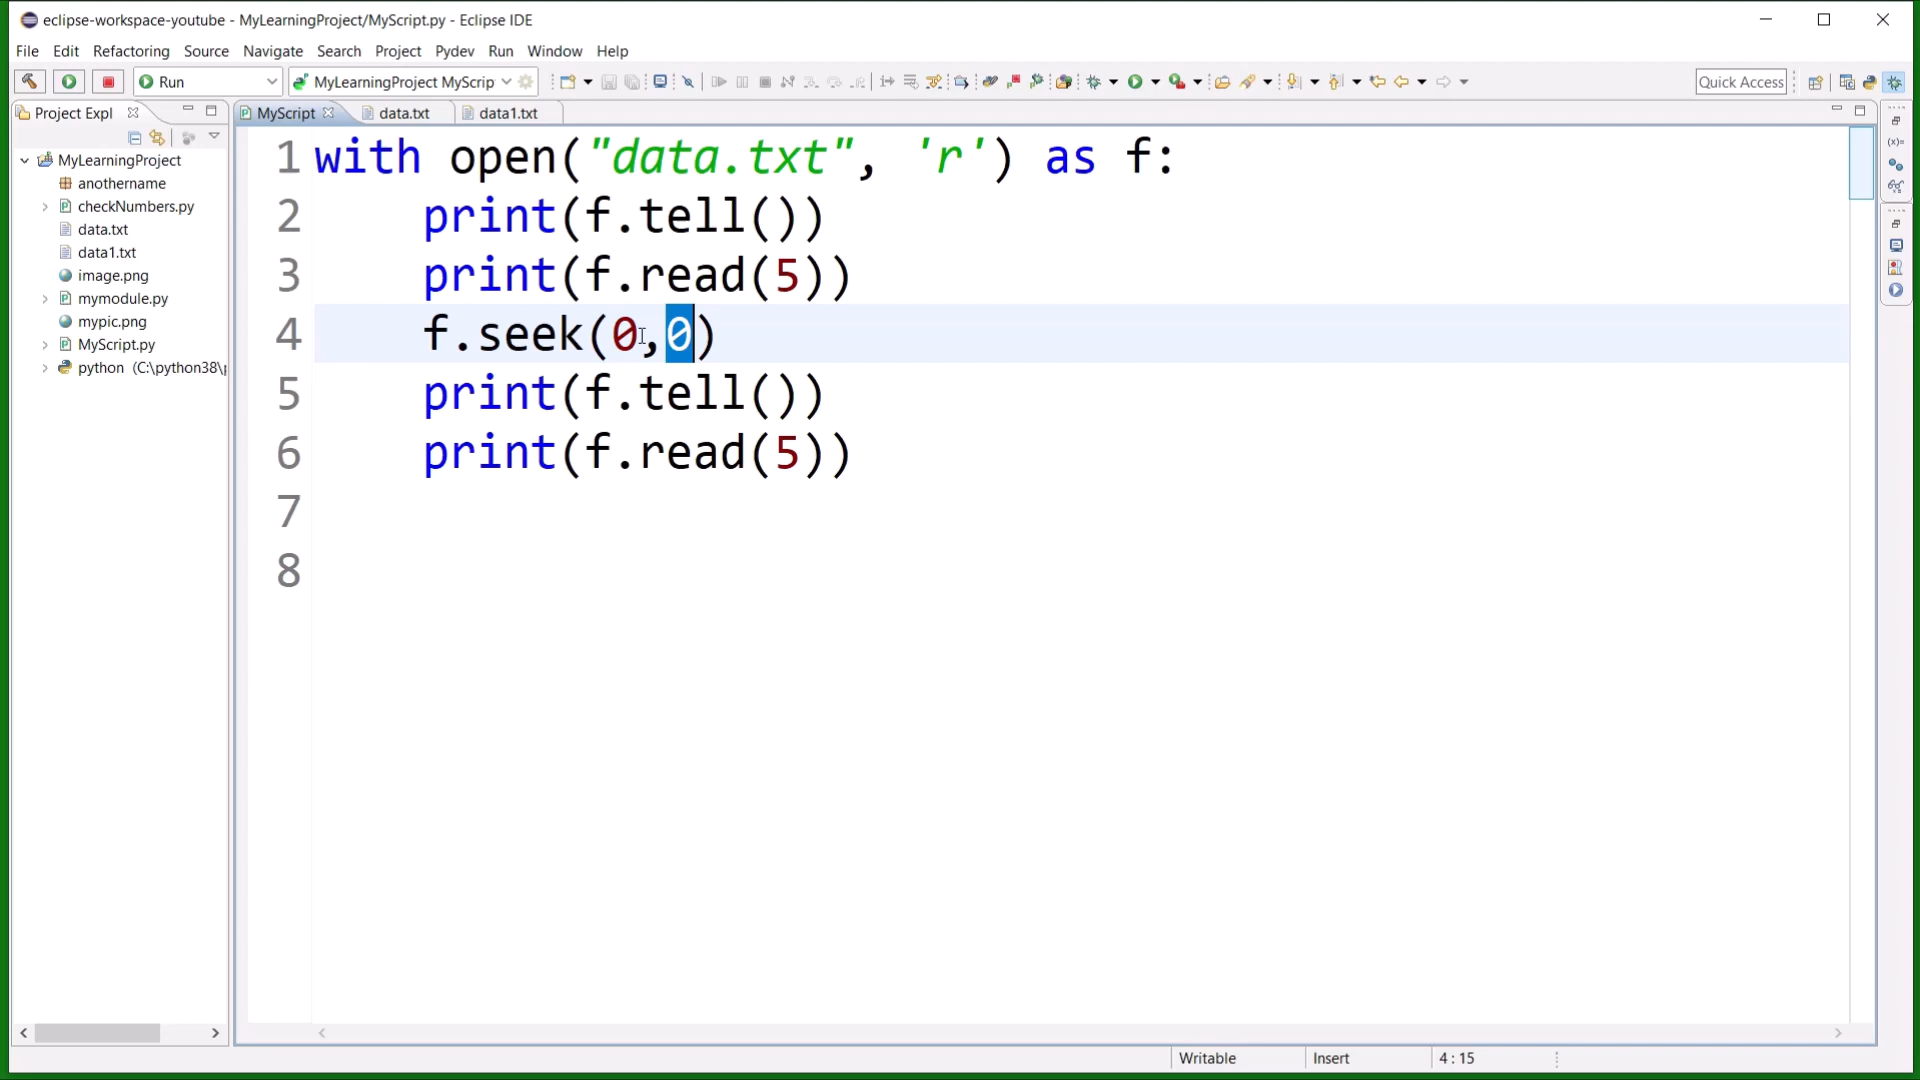 eclipse-workspace-youtube - MyLearningProject/MyScript.py - Eclipse IDE
File Edit Refactoring Source Navigate Search Project Pydev Run Window Help
Run MyLearningProject MyScrip Quick Access
Project Expl MyScript data.txt data1.txt
MyLearningProject
anothername
checkNumbers.py
data.txt
data1.txt
image.png
mymodule.py
mypic.png
MyScript.py
python (C:\python38\
1 with open("data.txt", 'r') as f:
2 print(f.tell())
3 print(f.read(5))
4 f.seek(0,0)
5 print(f.tell())
6 print(f.read(5))
7
8
Writable Insert 4 : 15